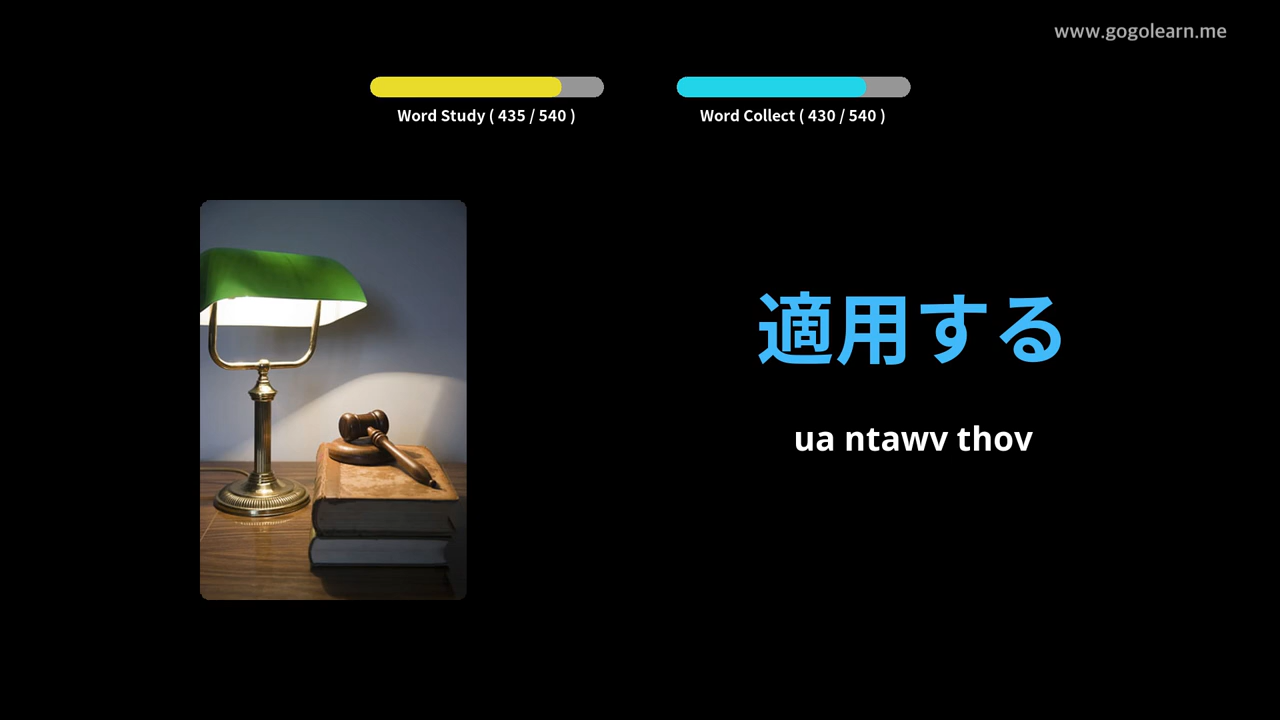 www.gogolearn.me
Word Study ( 435 / 540 )
Word Collect ( 430 / 540 )
適用する
ua ntawv thov